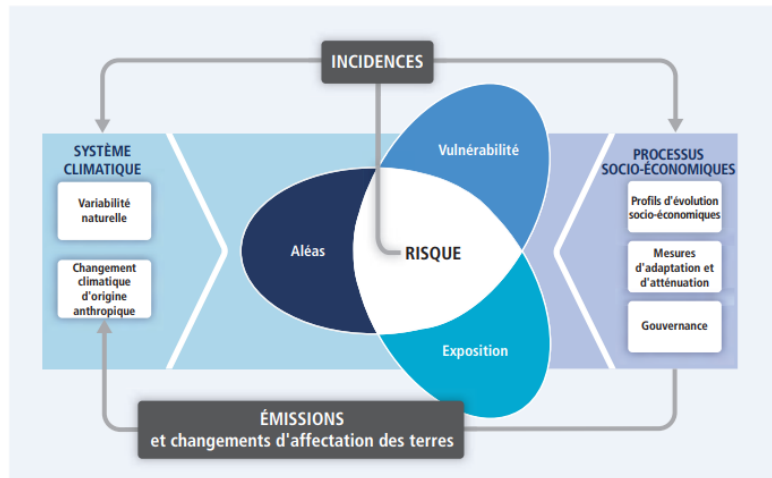 INCIDENCES
SYSTÈME
CLIMATIQUE
Variabilité
naturelle
Changement
climatique
d'origine
anthropique
Aléas
Vulnérabilité
RISQUE
Exposition
PROCESSUS
SOCIO-ÉCONOMIQUES
Profils d'évolution
socio-économiques
Mesures
d'adaptation et
d'atténuation
Gouvernance
ÉMISSIONS
et changements d'affectation des terres